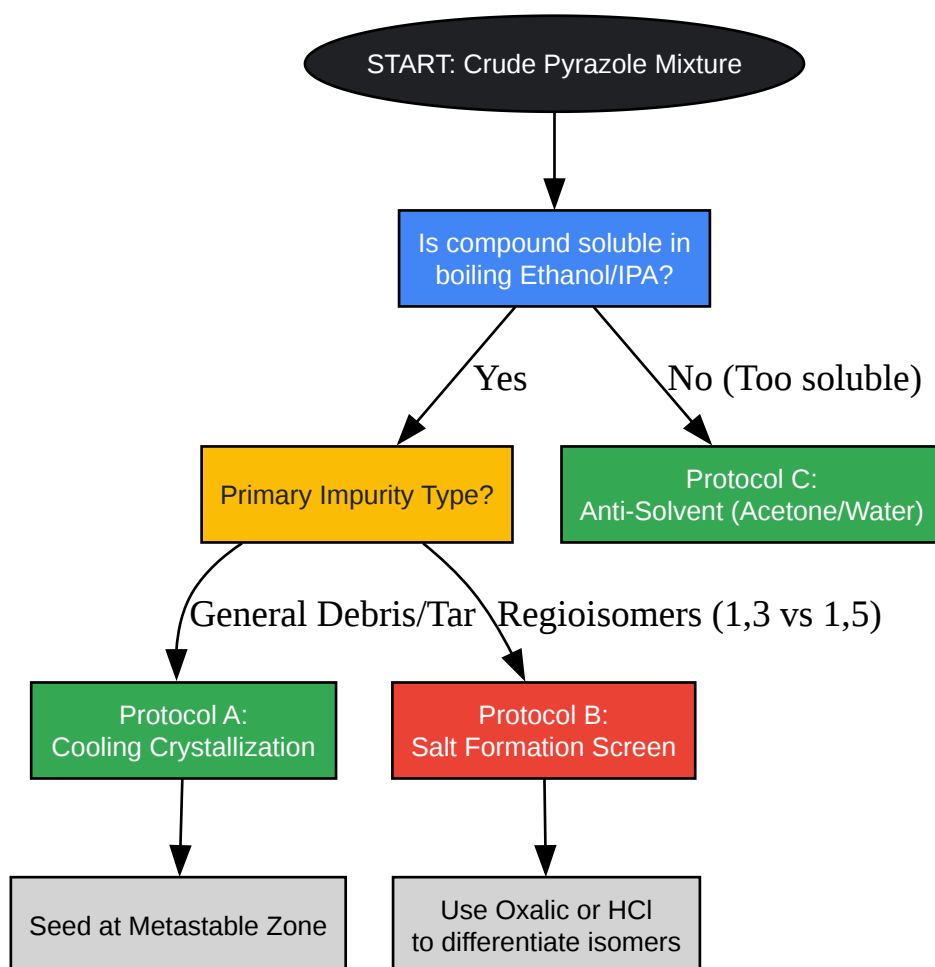 START: Crude Pyrazole Mixture
Is compound soluble in
boiling Ethanol/IPA?
Yes
No (Too soluble)
Primary Impurity Type?
Protocol C:
Anti-Solvent (Acetone/Water)
General Debris/Tar
Regioisomers (1,3 vs 1,5)
Protocol A:
Cooling Crystallization
Protocol B:
Salt Formation Screen
Seed at Metastable Zone
Use Oxalic or HCl
to differentiate isomers